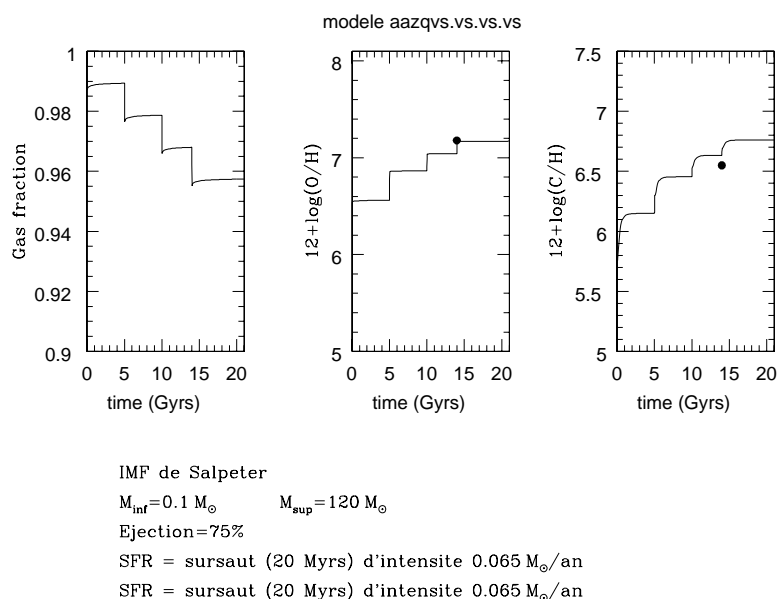 modele aazqvs.vs.vs.vs
Gas fraction
1
0.98
0.96
0.94
0.92
0.9
0 5 10 15 20
time (Gyrs)
12+log(O/H)
8
7
6
5
0 5 10 15 20
time (Gyrs)
12+log(C/H)
7.5
7
6.5
6
5.5
5
0 5 10 15 20
time (Gyrs)
IMF de Salpeter
M_inf=0.1 M_⊙ M_sup=120 M_⊙
Ejection=75%
SFR = sursaut (20 Myrs) d'intensite 0.065 M_⊙/an
SFR = sursaut (20 Myrs) d'intensite 0.065 M_⊙/an